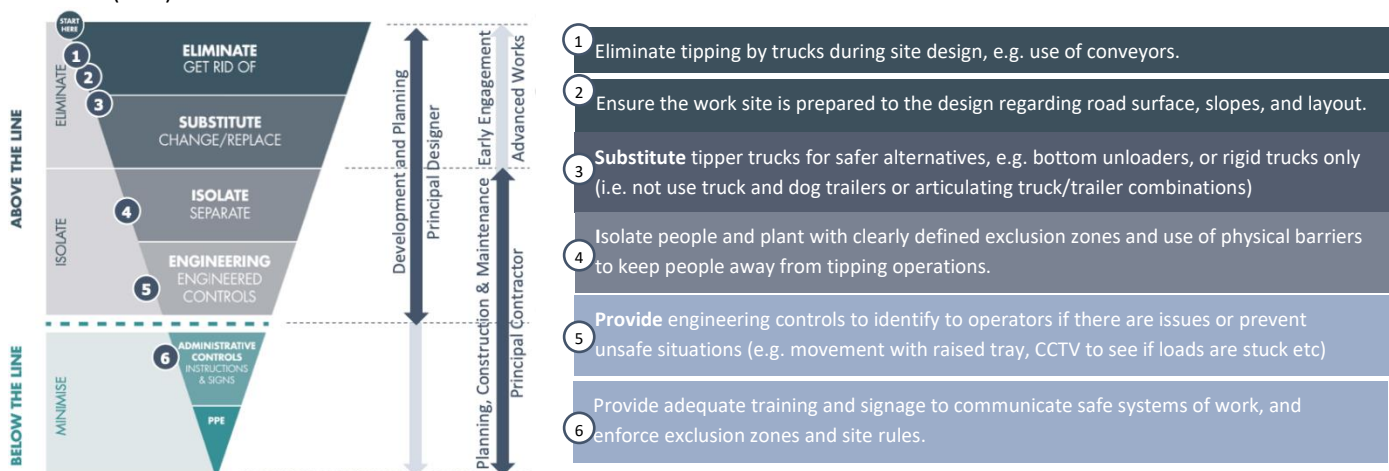 START
HERE
1
2
3
4
5
6
ABOVE THE LINE
BELOW THE LINE
ELIMINATE
ISOLATE
MINIMISE
ELIMINATE
GET RID OF
SUBSTITUTE
CHANGE/REPLACE
ISOLATE
SEPARATE
ENGINEERING
ENGINEERED
CONTROLS
ADMINISTRATIVE
CONTROLS
INSTRUCTIONS
& SIGNS
PPE
Development and Planning
Principal Designer
Early Engagement
Advanced Works
Planning, Construction & Maintenance
Principal Contractor
1
Eliminate tipping by trucks during site design, e.g. use of conveyors.
2
Ensure the work site is prepared to the design regarding road surface, slopes, and layout.
3
Substitute tipper trucks for safer alternatives, e.g. bottom unloaders, or rigid trucks only
(i.e. not use truck and dog trailers or articulating truck/trailer combinations)
4
Isolate people and plant with clearly defined exclusion zones and use of physical barriers
to keep people away from tipping operations.
5
Provide engineering controls to identify to operators if there are issues or prevent
unsafe situations (e.g. movement with raised tray, CCTV to see if loads are stuck etc)
6
Provide adequate training and signage to communicate safe systems of work, and
enforce exclusion zones and site rules.